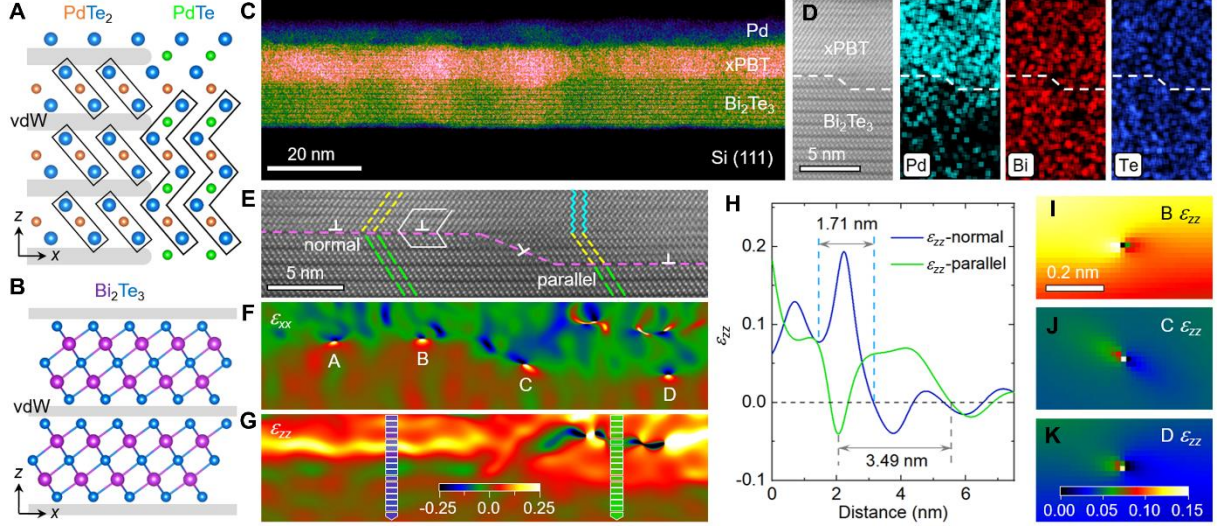 A
PdTe2
PdTe
vdW
z
x
B
Bi2Te3
vdW
z
x
C
Pd
xPBT
Bi2Te3
20 nm
Si (111)
D
xPBT
Bi2Te3
5 nm
Pd
Bi
Te
E
normal
parallel
5 nm
F
εxx
A
B
C
D
G
εzz
-0.25
0.0
0.25
H
1.71 nm
εzz-normal
εzz-parallel
0.2
0.1
0.0
-0.1
εzz
3.49 nm
0
2
4
6
Distance (nm)
I
B εzz
0.2 nm
J
C εzz
K
D εzz
0.00
0.05
0.10
0.15